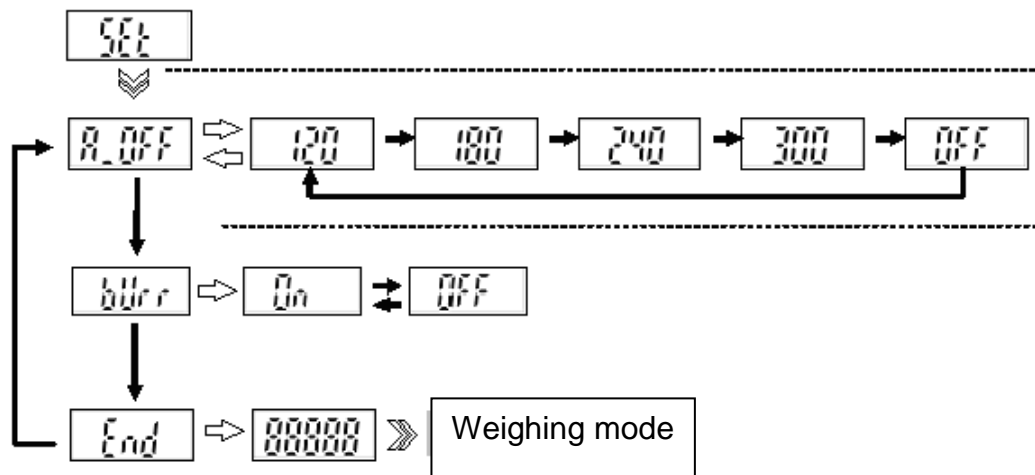 SEt
A_OFF 120 180 240 300 OFF
bUrr On OFF
End 88888 Weighing mode